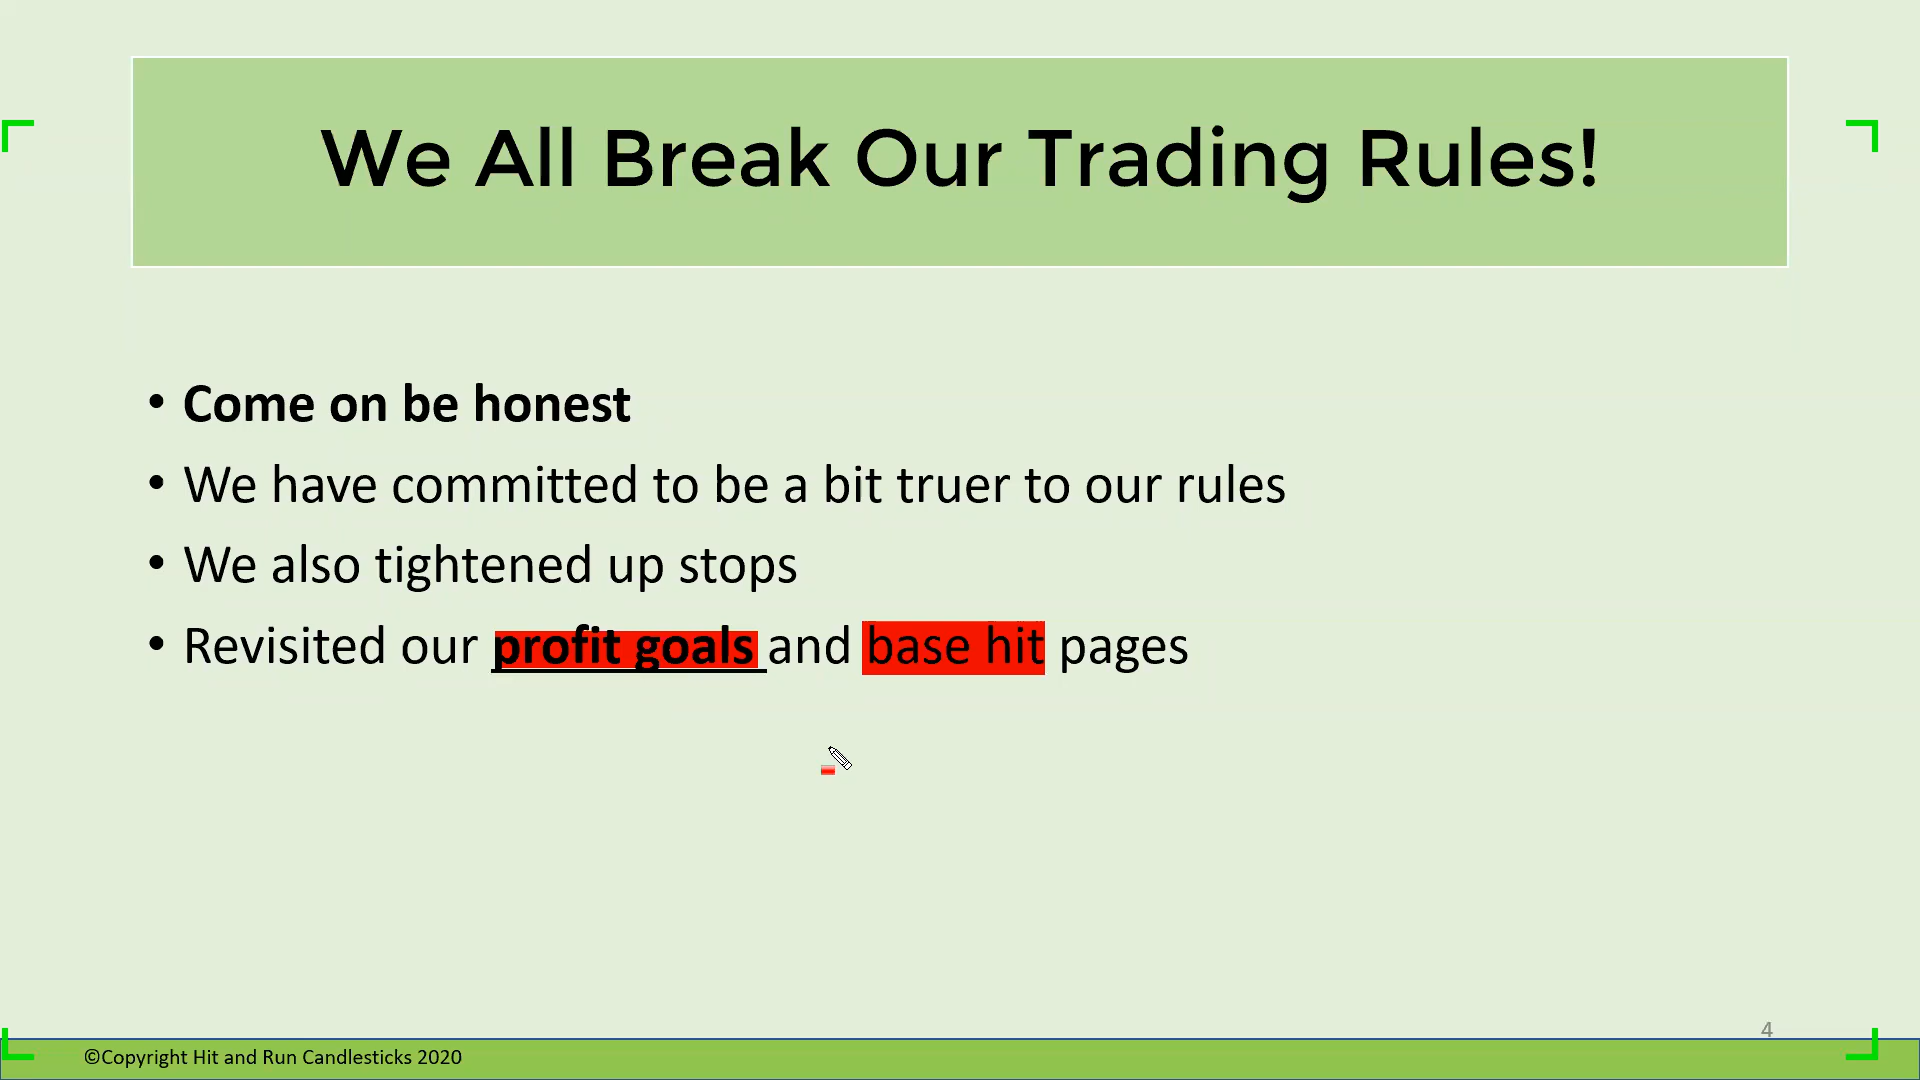 We All Break Our Trading Rules!
• Come on be honest
• We have committed to be a bit truer to our rules
• We also tightened up stops
• Revisited our profit goals and base hit pages
4
©Copyright Hit and Run Candlesticks 2020